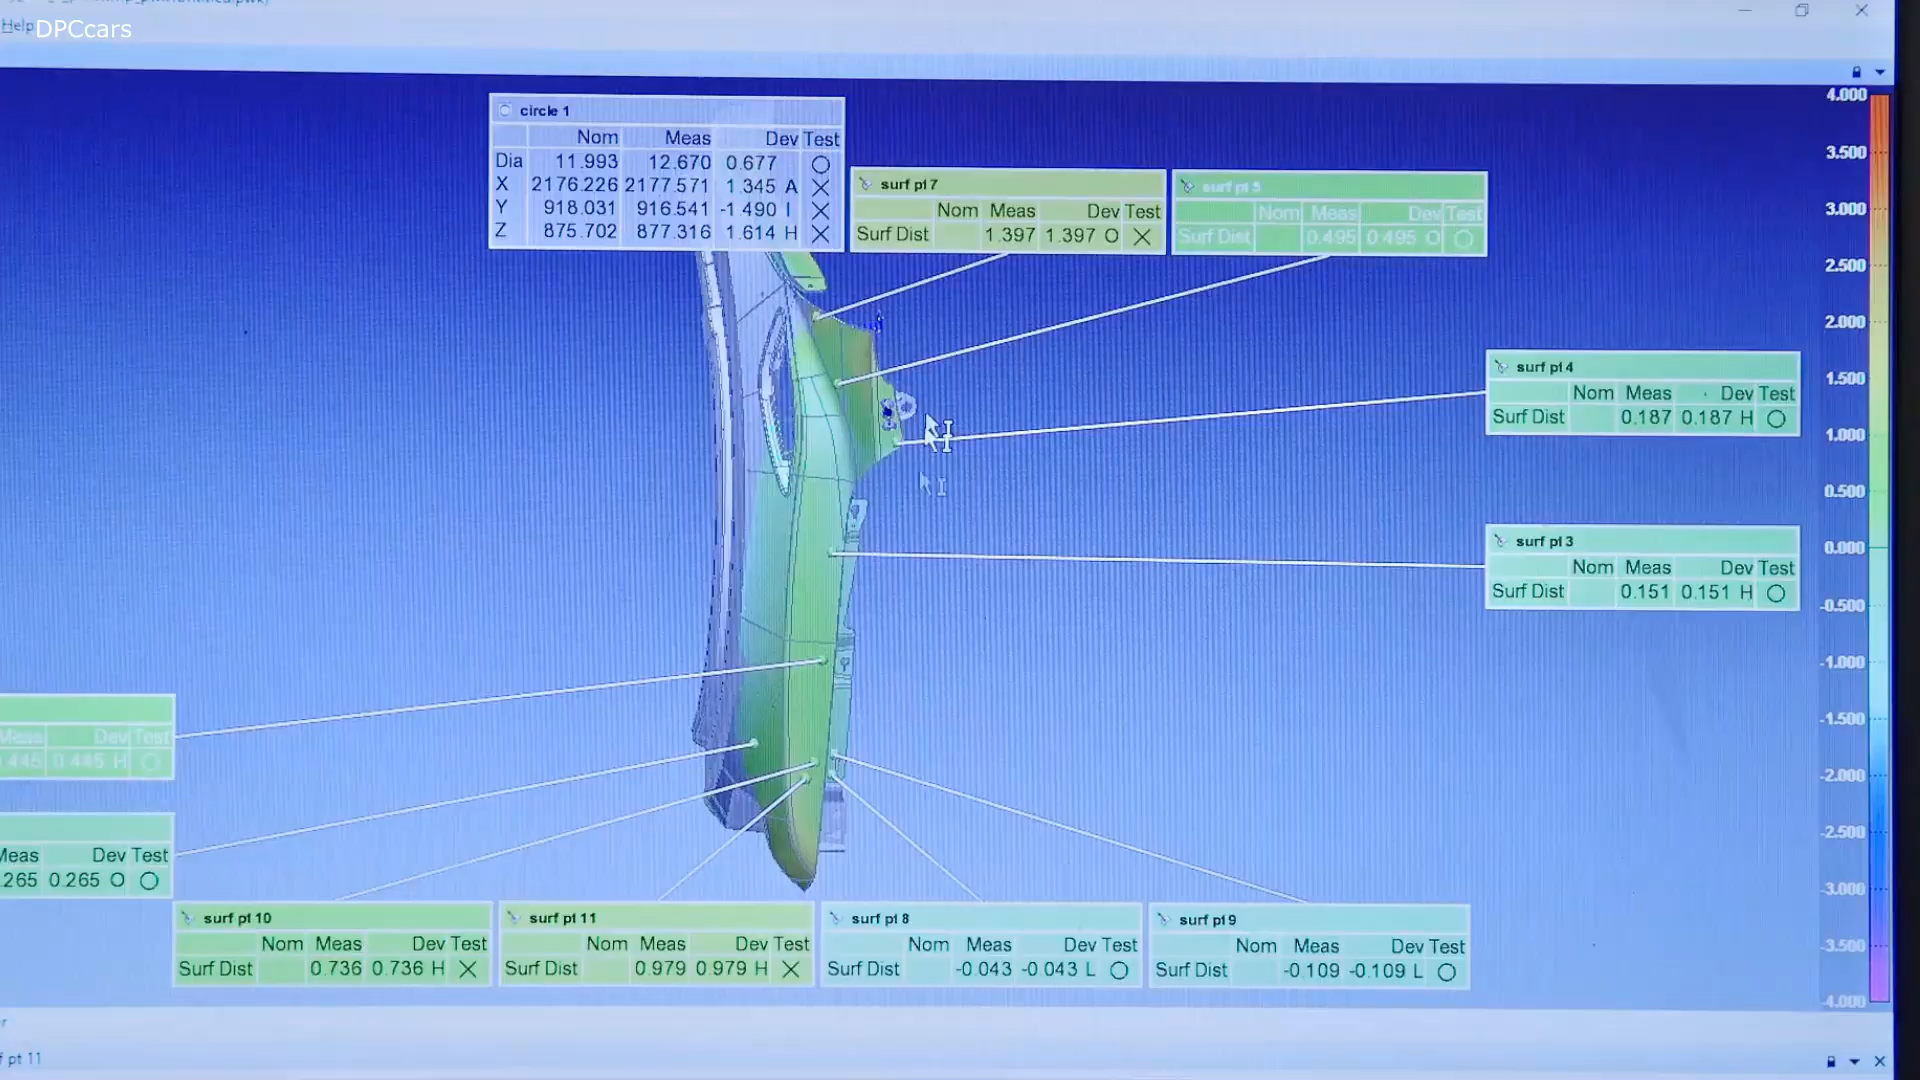 Help DPCcars
circle 1
Nom Meas Dev Test
Dia 11.993 12.670 0.677
X 2176.226 2177.571 1.345 A
Y 918.031 916.541 -1.490 I
Z 875.702 877.316 1.614 H
surf pt 7
Nom Meas Dev Test
Surf Dist 1.397 1.397 O
surf pt 5
Nom Meas Dev Test
Surf Dist 0.495 0.495 O
surf pt 4
Nom Meas Dev Test
Surf Dist 0.187 0.187 H
surf pt 3
Nom Meas Dev Test
Surf Dist 0.151 0.151 H
4.000
3.500
3.000
2.500
2.000
1.500
1.000
0.500
0.000
-0.500
-1.000
-1.500
-2.000
-2.500
-3.000
-3.500
-4.000
Meas Dev Test
0.445 H
Meas Dev Test
.265 0.265 O
surf pt 10
Nom Meas Dev Test
Surf Dist 0.736 0.736 H
surf pt 11
Nom Meas Dev Test
Surf Dist 0.979 0.979 H
surf pt 8
Nom Meas Dev Test
Surf Dist -0.043 -0.043 L
surf pt 9
Nom Meas Dev Test
Surf Dist -0.109 -0.109 L
pt 11